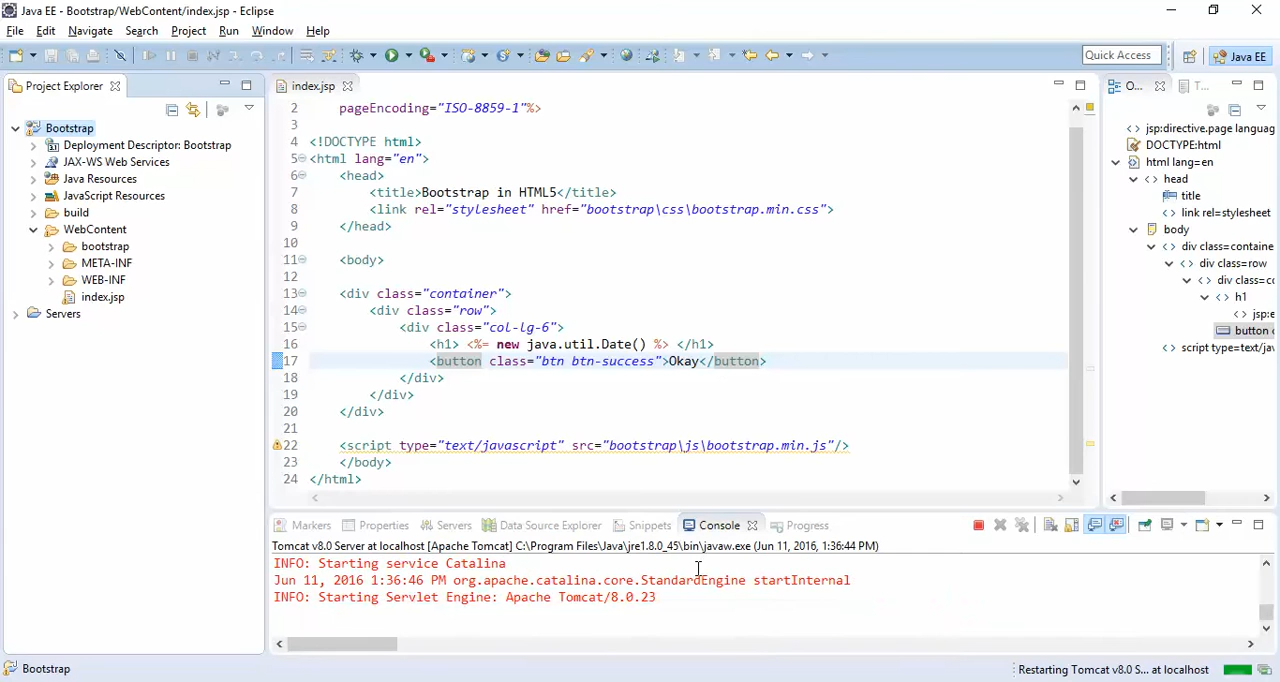 Java EE - Bootstrap/WebContent/index.jsp - Eclipse
File Edit Navigate Search Project Run Window Help
Quick Access
Java EE
Project Explorer
Bootstrap
Deployment Descriptor: Bootstrap
JAX-WS Web Services
Java Resources
JavaScript Resources
build
WebContent
bootstrap
META-INF
WEB-INF
index.jsp
Servers
index.jsp
2 pageEncoding="ISO-8859-1"%>
3
4 <!DOCTYPE html>
5 <html lang="en">
6 <head>
7 <title>Bootstrap in HTML5</title>
8 <link rel="stylesheet" href="bootstrap\css\bootstrap.min.css">
9 </head>
10
11 <body>
12
13 <div class="container">
14 <div class="row">
15 <div class="col-lg-6">
16 <h1> <%= new java.util.Date() %> </h1>
17 <button class="btn btn-success">Okay</button>
18 </div>
19 </div>
20 </div>
21
22 <script type="text/javascript" src="bootstrap\js\bootstrap.min.js"/>
23 </body>
24 </html>
O...
T...
jsp:directive.page languag
DOCTYPE:html
html lang=en
head
title
link rel=stylesheet
body
div class=containe
div class=row
div class=co
h1
jsp:e
button c
script type=text/jav
Markers Properties Servers Data Source Explorer Snippets Console Progress
Tomcat v8.0 Server at localhost [Apache Tomcat] C:\Program Files\Java\jre1.8.0_45\bin\javaw.exe (Jun 11, 2016, 1:36:44 PM)
INFO: Starting service Catalina
Jun 11, 2016 1:36:46 PM org.apache.catalina.core.StandardEngine startInternal
INFO: Starting Servlet Engine: Apache Tomcat/8.0.23
Bootstrap
Restarting Tomcat v8.0 S... at localhost